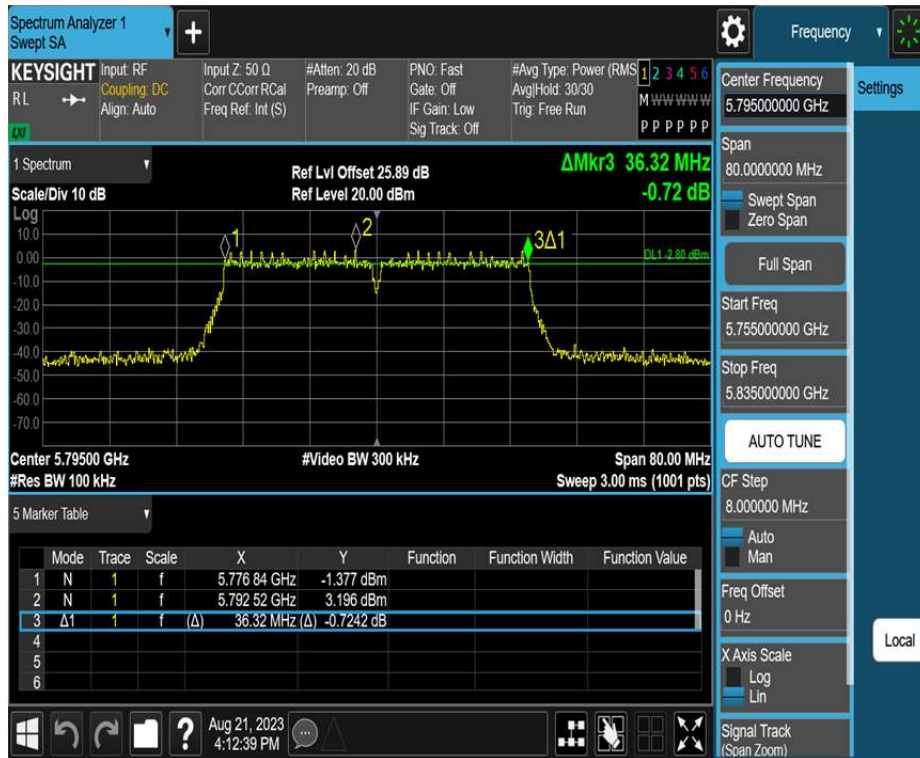 Spectrum Analyzer 1
Swept SA
+
Frequency
KEYSIGHT
RL
LXI
Input: RF
Coupling: DC
Align: Auto
Input Z: 50 Ω
Corr CCorr RCal
Freq Ref: Int (S)
#Atten: 20 dB
Preamp: Off
PNO: Fast
Gate: Off
IF Gain: Low
Sig Track: Off
#Avg Type: Power (RMS
Avg|Hold: 30/30
Trig: Free Run
1 2 3 4 5 6
M W W W W W
P P P P P P
Center Frequency
5.795000000 GHz
Settings
Span
80.0000000 MHz
Swept Span
Zero Span
Full Span
Start Freq
5.755000000 GHz
Stop Freq
5.835000000 GHz
AUTO TUNE
CF Step
8.000000 MHz
Auto
Man
Freq Offset
0 Hz
X Axis Scale
Log
Lin
Signal Track
(Span Zoom)
Local
1 Spectrum
Scale/Div 10 dB
Ref Lvl Offset 25.89 dB
Ref Level 20.00 dBm
ΔMkr3 36.32 MHz
-0.72 dB
Log
10.0
0.00
-10.0
-20.0
-30.0
-40.0
-50.0
-60.0
-70.0
1
2
3Δ1
DL1 -2.80 dBm
Center 5.79500 GHz
#Video BW 300 kHz
Span 80.00 MHz
#Res BW 100 kHz
Sweep 3.00 ms (1001 pts)
5 Marker Table
Mode Trace Scale X Y Function Function Width Function Value
1 N 1 f 5.776 84 GHz -1.377 dBm
2 N 1 f 5.792 52 GHz 3.196 dBm
3 Δ1 1 f (Δ) 36.32 MHz (Δ) -0.7242 dB
4
5
6
?
Aug 21, 2023
4:12:39 PM